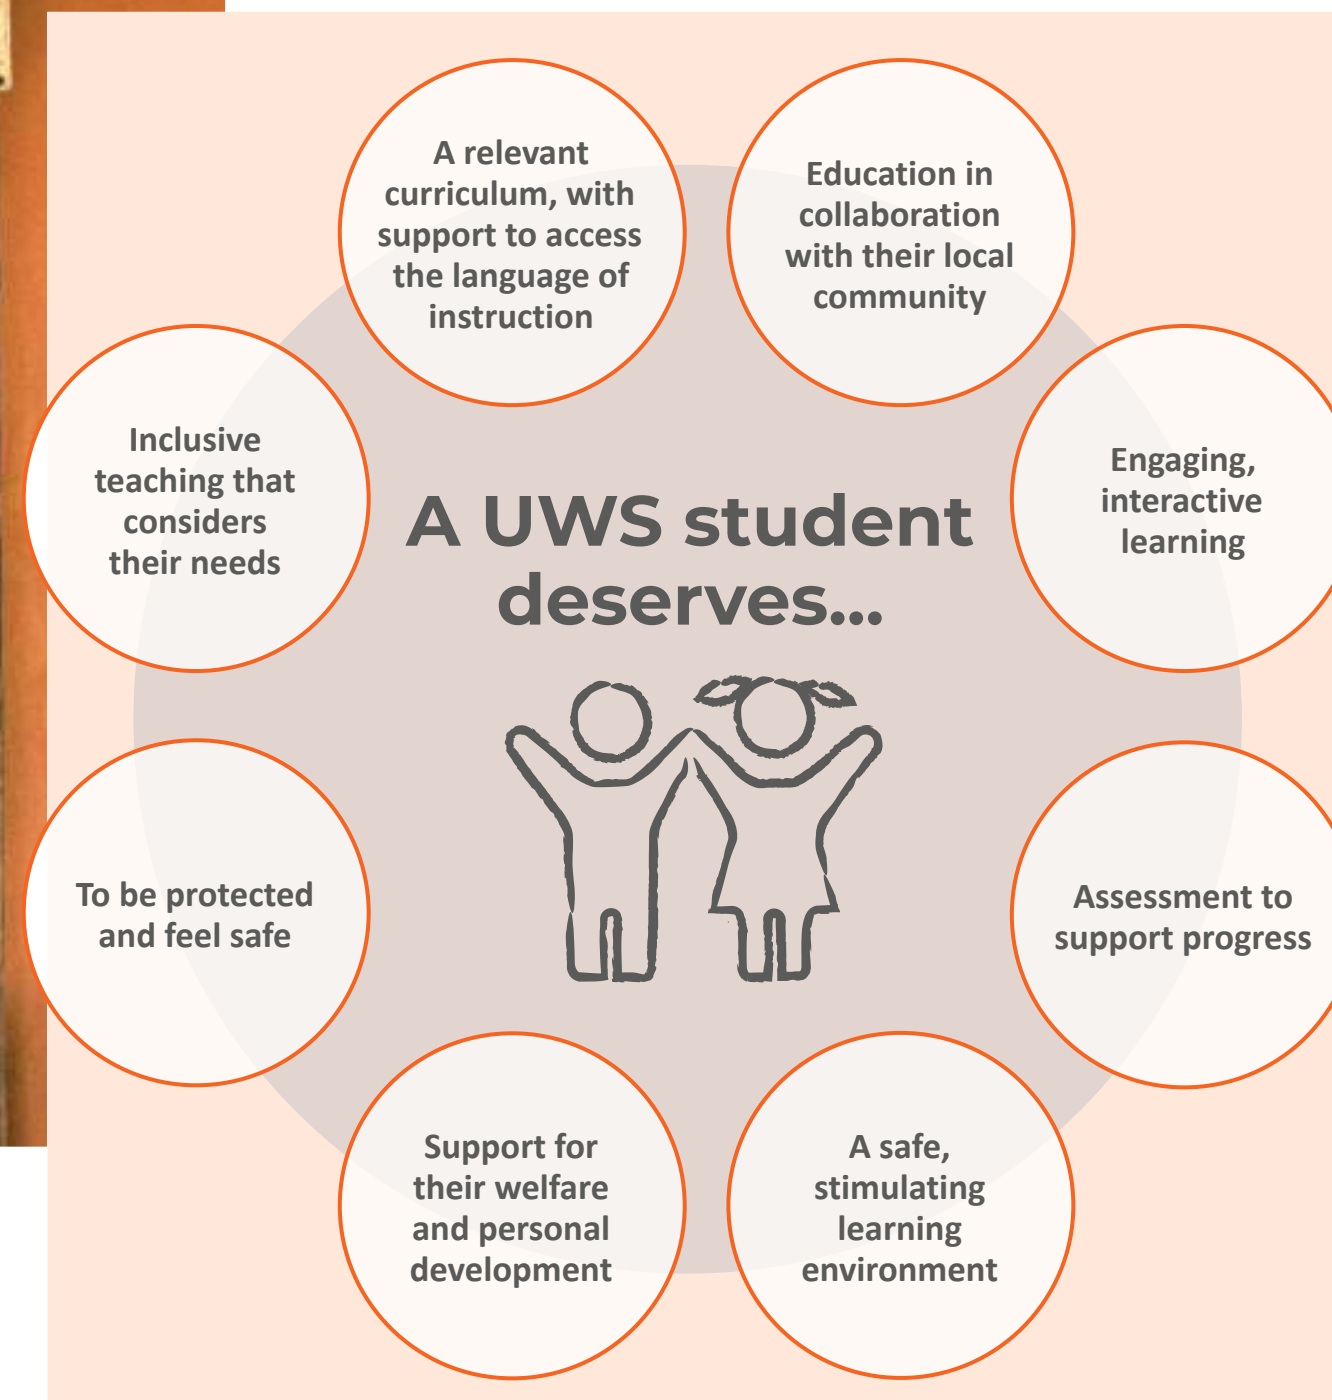 A relevant
curriculum, with
support to access
the language of
instruction
Education in
collaboration
with their local
community
Inclusive
teaching that
considers
their needs
Engaging,
interactive
learning
A UWS student
deserves...
To be protected
and feel safe
Assessment to
support progress
Support for
their welfare
and personal
development
A safe,
stimulating
learning
environment